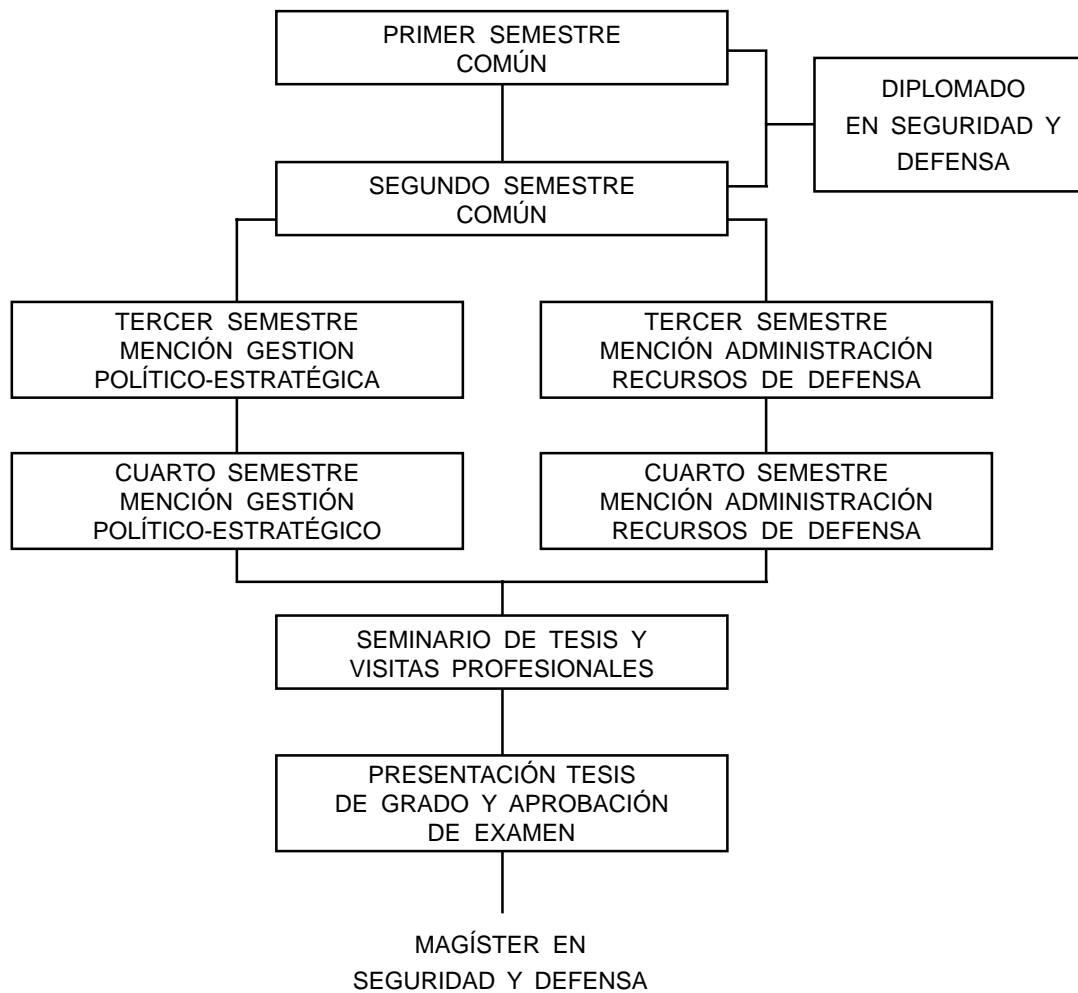 PRIMER SEMESTRE
COMÚN
DIPLOMADO
EN SEGURIDAD Y
DEFENSA
SEGUNDO SEMESTRE
COMÚN
TERCER SEMESTRE
MENCIÓN GESTION
POLÍTICO-ESTRATÉGICA
TERCER SEMESTRE
MENCIÓN ADMINISTRACIÓN
RECURSOS DE DEFENSA
CUARTO SEMESTRE
MENCIÓN GESTIÓN
POLÍTICO-ESTRATÉGICO
CUARTO SEMESTRE
MENCIÓN ADMINISTRACIÓN
RECURSOS DE DEFENSA
SEMINARIO DE TESIS Y
VISITAS PROFESIONALES
PRESENTACIÓN TESIS
DE GRADO Y APROBACIÓN
DE EXAMEN
MAGÍSTER EN
SEGURIDAD Y DEFENSA